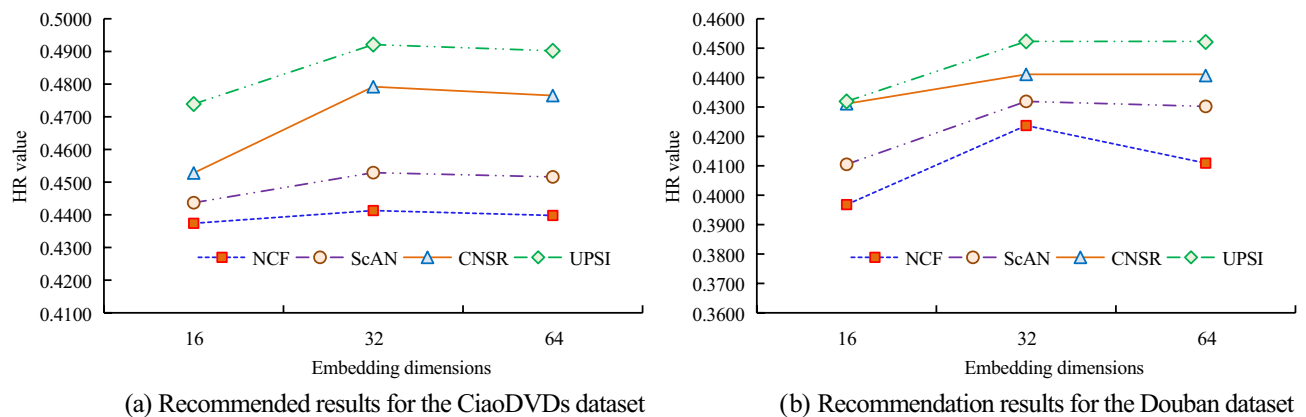 0.5000
0.4900
0.4800
0.4700
0.4600
0.4500
0.4400
0.4300
0.4200
0.4100
HR value
NCF ScAN CNSR UPSI
16 32 64
Embedding dimensions
(a) Recommended results for the CiaoDVDs dataset
0.4600
0.4500
0.4400
0.4300
0.4200
0.4100
0.4000
0.3900
0.3800
0.3700
0.3600
HR value
NCF ScAN CNSR UPSI
16 32 64
Embedding dimensions
(b) Recommendation results for the Douban dataset